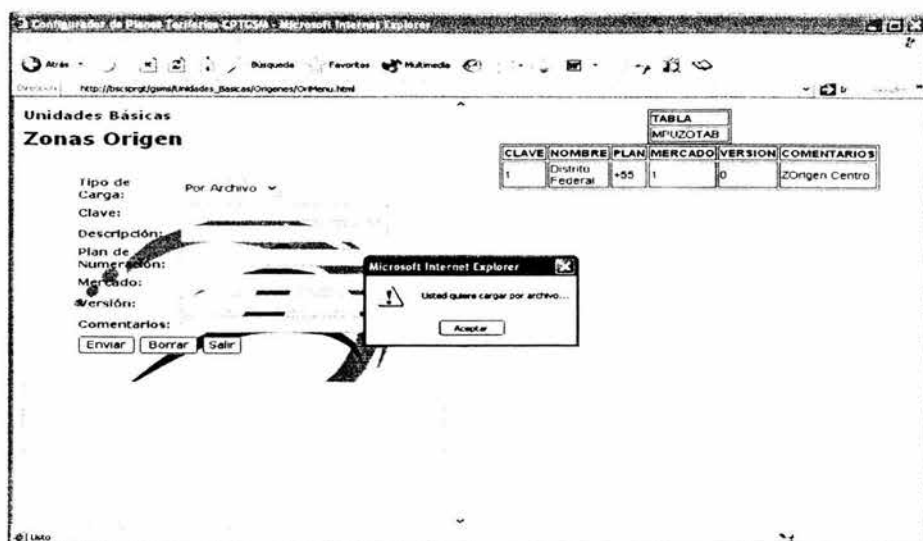 Configurador de Planes Tarifarios CPTGSM - Microsoft Internet Explorer
Atrás
Búsqueda
Favoritos
Multimedia
http://bscsprgt/gsms/Unidades_Basicas/Origenes/OriMenu.html
Unidades Básicas
Zonas Origen
TABLA
MPUZOTAB
CLAVE NOMBRE PLAN MERCADO VERSION COMENTARIOS
1 Distrito Federal +55 1 0 ZOrigen Centro
Tipo de Carga: Por Archivo
Clave:
Descripción:
Plan de Numeración:
Mercado:
Versión:
Comentarios:
Enviar Borrar Salir
Microsoft Internet Explorer
Usted quiere cargar por archivo...
Aceptar
Listo